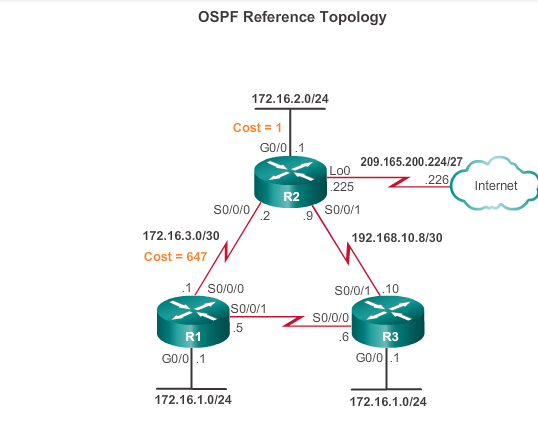 OSPF Reference Topology
172.16.2.0/24
Cost = 1
G0/0 .1
209.165.200.224/27
Lo0
.225
.226
Internet
R2
S0/0/0 .2
.9 S0/0/1
172.16.3.0/30
192.168.10.8/30
Cost = 647
.1 S0/0/0
S0/0/1 .10
S0/0/1
.5
S0/0/0
.6
R1
R3
G0/0 .1
G0/0 .1
172.16.1.0/24
172.16.1.0/24